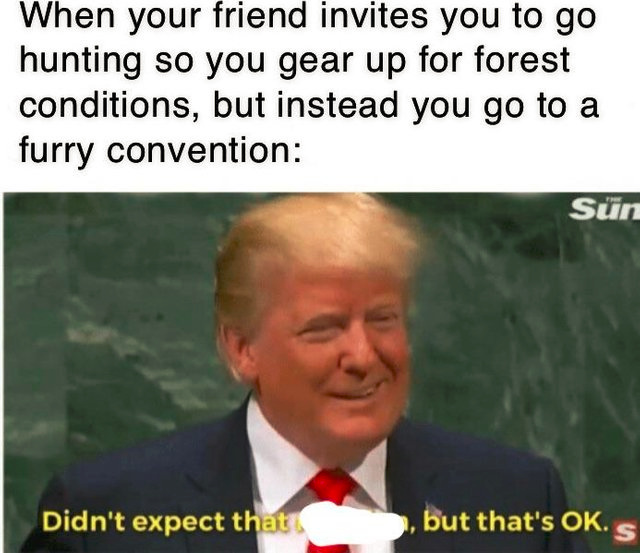 When your friend invites you to go
hunting so you gear up for forest
conditions, but instead you go to a
furry convention:
THE
Sun
Didn't expect that , but that's OK.
S